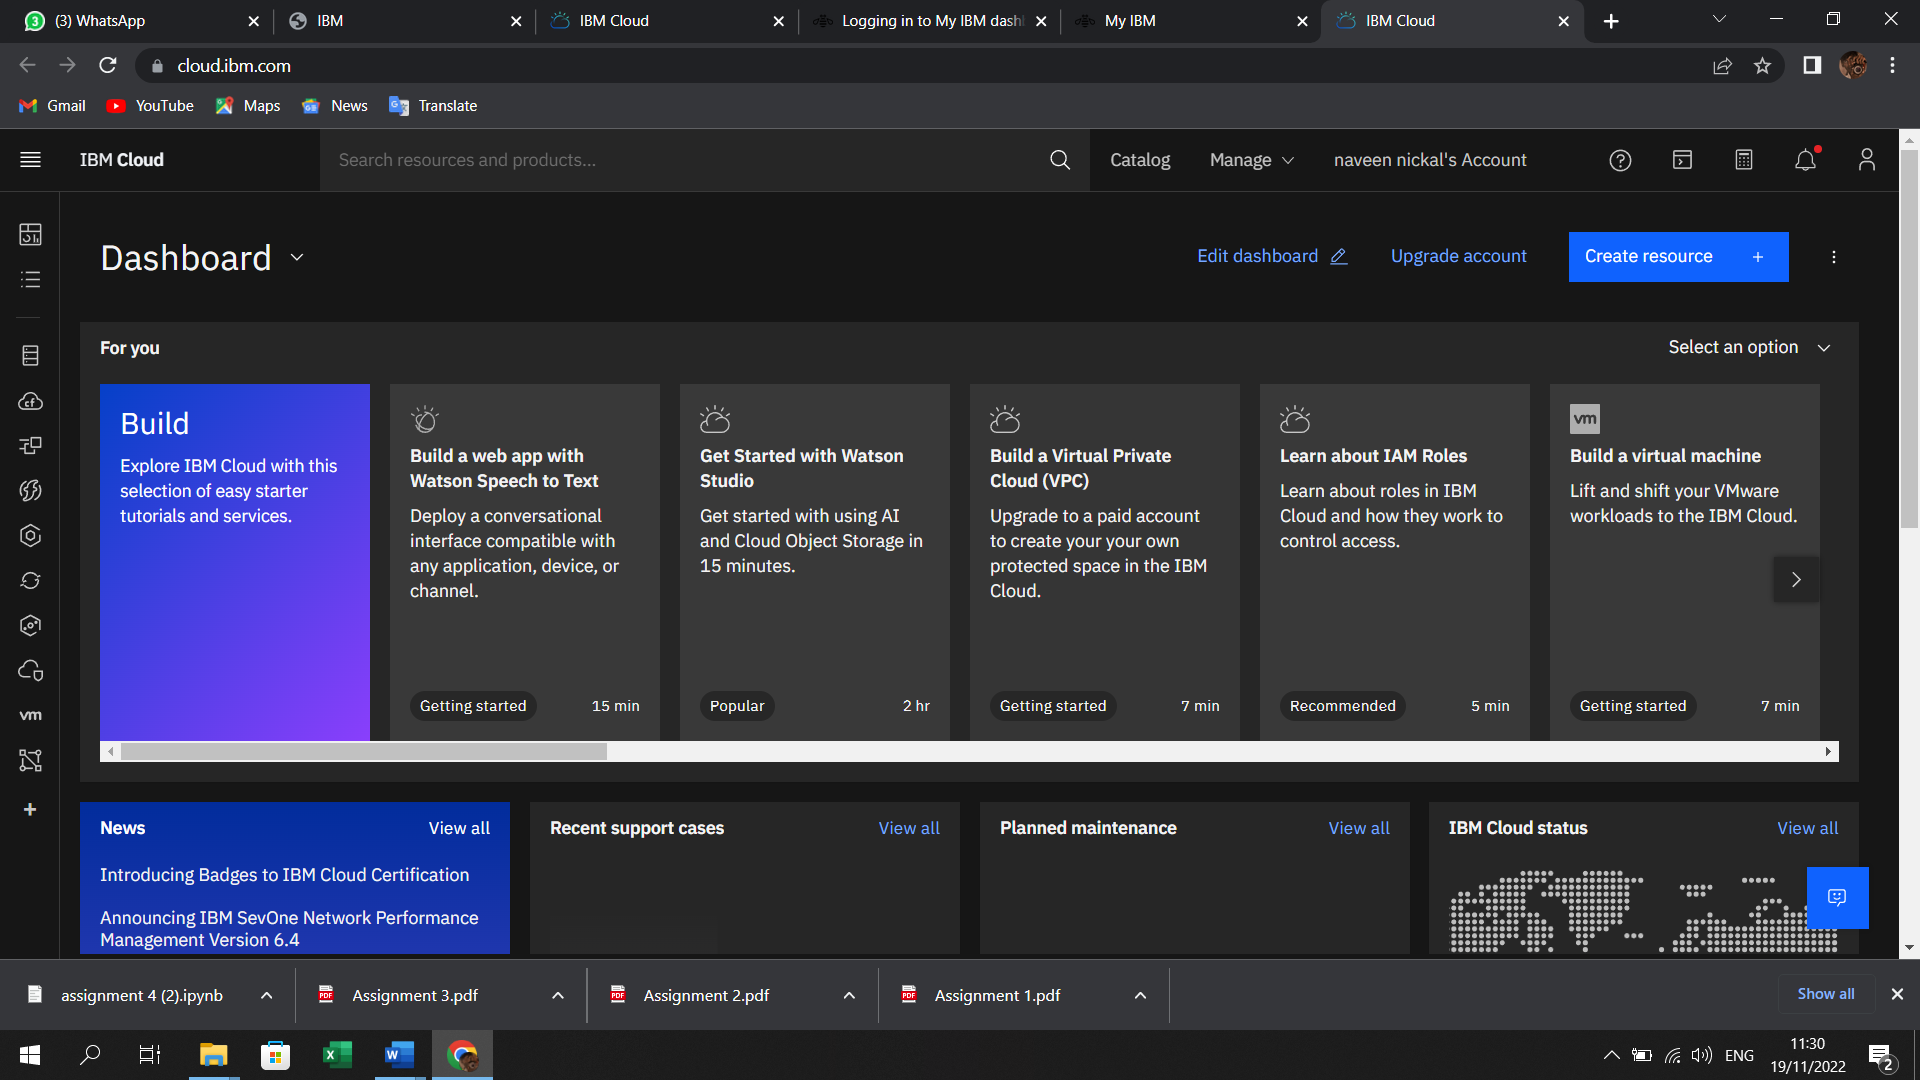 (3) WhatsApp
IBM
IBM Cloud
Logging in to My IBM dash
My IBM
IBM Cloud
cloud.ibm.com
Gmail
YouTube
Maps
News
Translate
IBM Cloud
Search resources and products...
Catalog
Manage
naveen nickal's Account
Dashboard
Edit dashboard
Upgrade account
Create resource +
For you
Select an option
Build
Explore IBM Cloud with this
selection of easy starter
tutorials and services.
Build a web app with
Watson Speech to Text
Deploy a conversational
interface compatible with
any application, device, or
channel.
Getting started
15 min
Get Started with Watson
Studio
Get started with using AI
and Cloud Object Storage in
15 minutes.
Popular
2 hr
Build a Virtual Private
Cloud (VPC)
Upgrade to a paid account
to create your your own
protected space in the IBM
Cloud.
Getting started
7 min
Learn about IAM Roles
Learn about roles in IBM
Cloud and how they work to
control access.
Recommended
5 min
vm
Build a virtual machine
Lift and shift your VMware
workloads to the IBM Cloud.
Getting started
7 min
cf
vm
News
View all
Introducing Badges to IBM Cloud Certification
Announcing IBM SevOne Network Performance
Management Version 6.4
Recent support cases
View all
Planned maintenance
View all
IBM Cloud status
View all
assignment 4 (2).ipynb
PDF
Assignment 3.pdf
PDF
Assignment 2.pdf
PDF
Assignment 1.pdf
Show all
ENG
11:30
19/11/2022
2